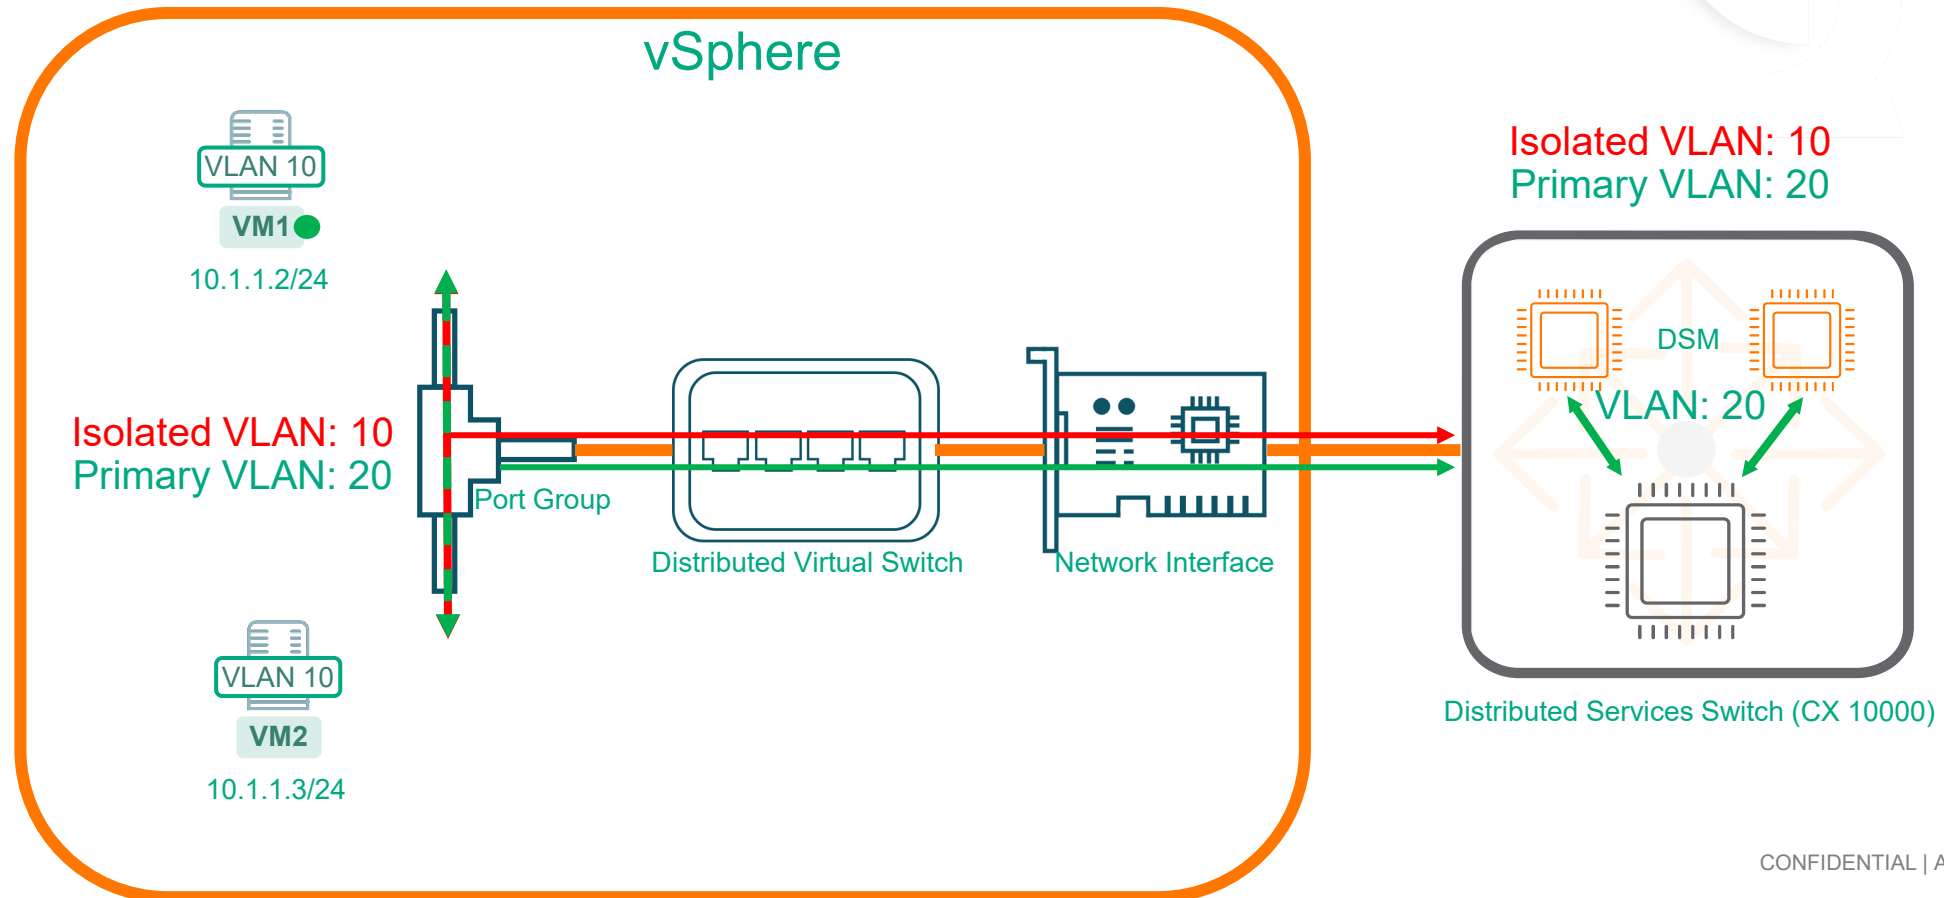 vSphere
VLAN 10
VM1
10.1.1.2/24
Isolated VLAN: 10
Primary VLAN: 20
Port Group
Distributed Virtual Switch
Network Interface
VLAN 10
VM2
10.1.1.3/24
Isolated VLAN: 10
Primary VLAN: 20
DSM
VLAN: 20
Distributed Services Switch (CX 10000)
CONFIDENTIAL | A